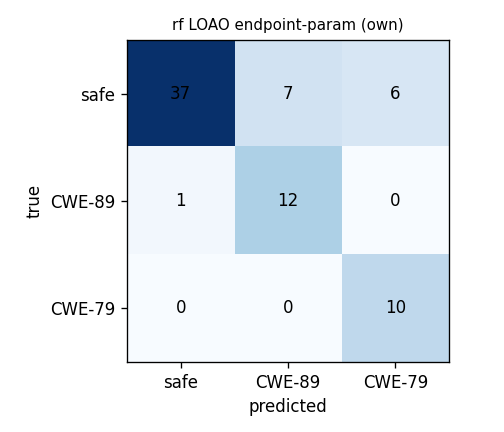 rf LOAO endpoint-param (own)
safe 37 7 6
CWE-89 1 12 0
CWE-79 0 0 10
safe CWE-89 CWE-79
predicted
true